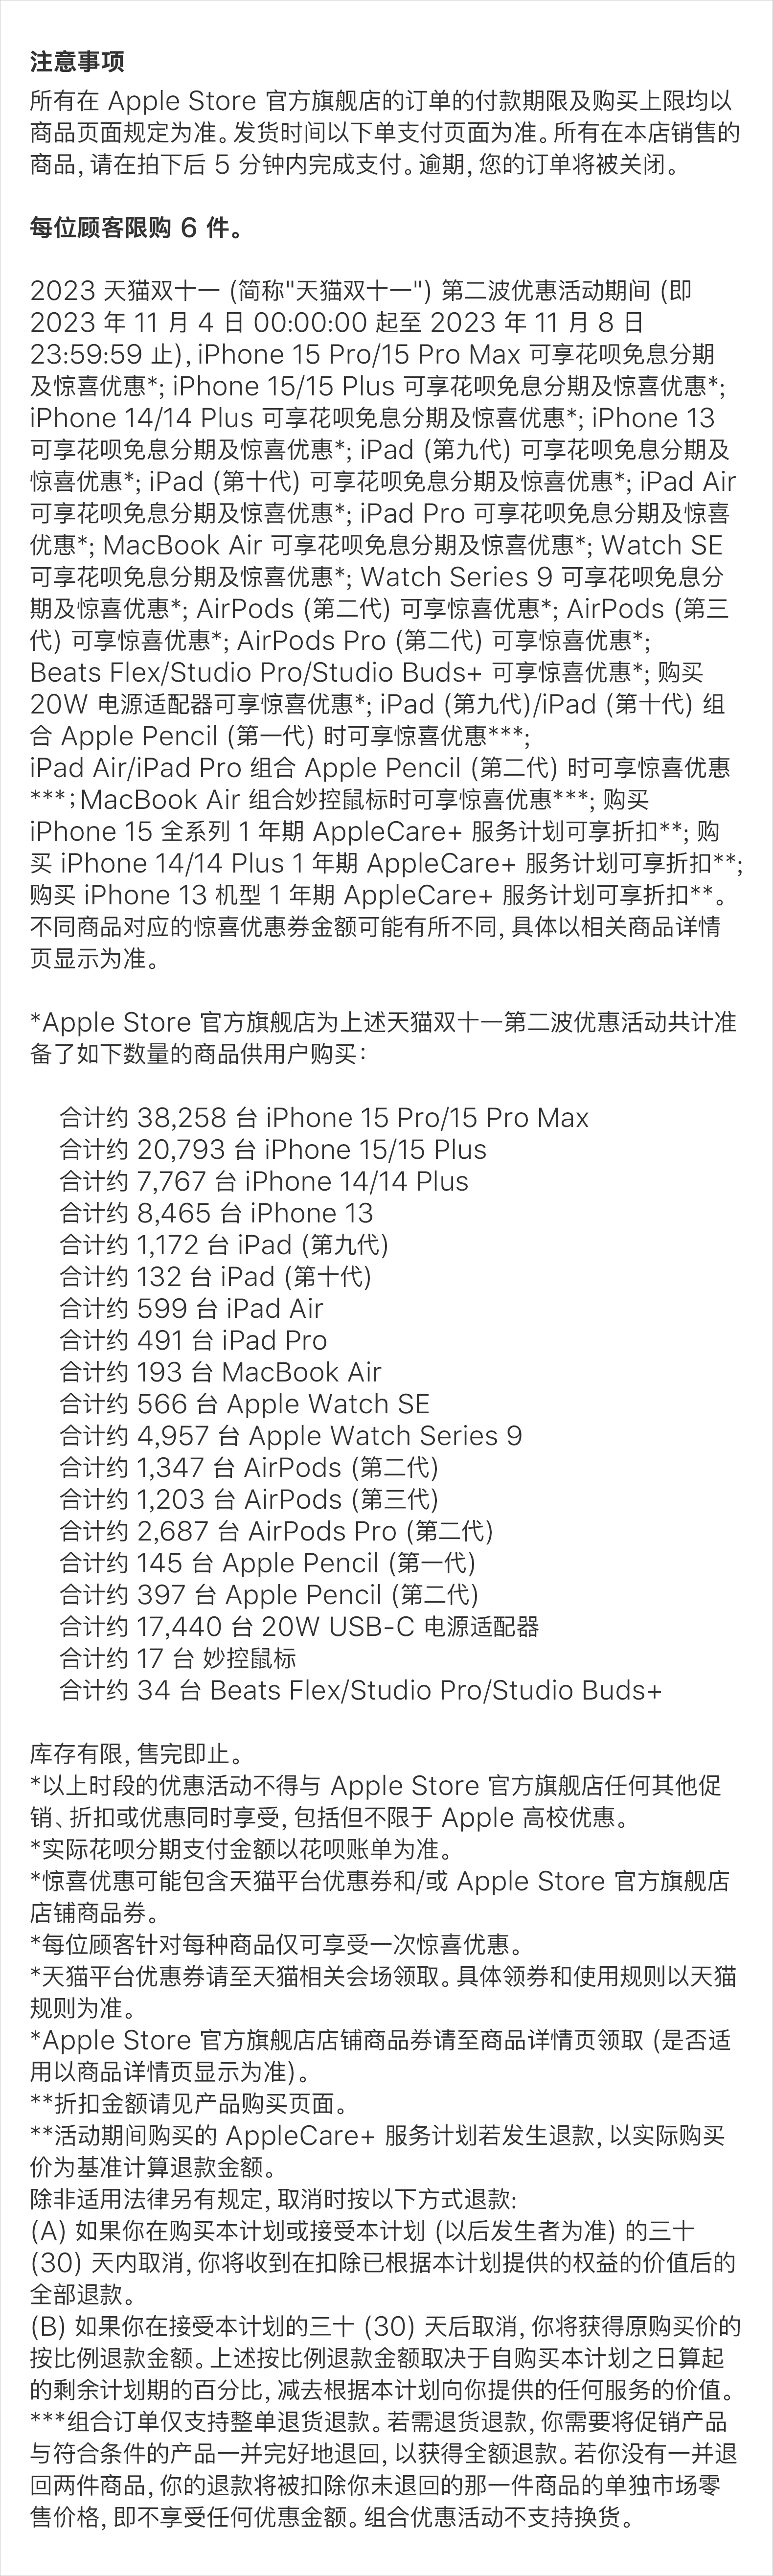 注意事项
所有在 Apple Store 官方旗舰店的订单的付款期限及购买上限均以
商品页面规定为准。发货时间以下单支付页面为准。所有在本店销售的
商品, 请在拍下后 5 分钟内完成支付。逾期, 您的订单将被关闭。
每位顾客限购 6 件。
2023 天猫双十一 (简称"天猫双十一") 第二波优惠活动期间 (即
2023 年 11 月 4 日 00:00:00 起至 2023 年 11 月 8 日
23:59:59 止), iPhone 15 Pro/15 Pro Max 可享花呗免息分期
及惊喜优惠*; iPhone 15/15 Plus 可享花呗免息分期及惊喜优惠*;
iPhone 14/14 Plus 可享花呗免息分期及惊喜优惠*; iPhone 13
可享花呗免息分期及惊喜优惠*; iPad (第九代) 可享花呗免息分期及
惊喜优惠*; iPad (第十代) 可享花呗免息分期及惊喜优惠*; iPad Air
可享花呗免息分期及惊喜优惠*; iPad Pro 可享花呗免息分期及惊喜
优惠*; MacBook Air 可享花呗免息分期及惊喜优惠*; Watch SE
可享花呗免息分期及惊喜优惠*; Watch Series 9 可享花呗免息分
期及惊喜优惠*; AirPods (第二代) 可享惊喜优惠*; AirPods (第三
代) 可享惊喜优惠*; AirPods Pro (第二代) 可享惊喜优惠*;
Beats Flex/Studio Pro/Studio Buds+ 可享惊喜优惠*; 购买
20W 电源适配器可享惊喜优惠*; iPad (第九代)/iPad (第十代) 组
合 Apple Pencil (第一代) 时可享惊喜优惠***;
iPad Air/iPad Pro 组合 Apple Pencil (第二代) 时可享惊喜优惠
***；MacBook Air 组合妙控鼠标时可享惊喜优惠***; 购买
iPhone 15 全系列 1 年期 AppleCare+ 服务计划可享折扣**; 购
买 iPhone 14/14 Plus 1 年期 AppleCare+ 服务计划可享折扣**;
购买 iPhone 13 机型 1 年期 AppleCare+ 服务计划可享折扣**。
不同商品对应的惊喜优惠券金额可能有所不同, 具体以相关商品详情
页显示为准。
*Apple Store 官方旗舰店为上述天猫双十一第二波优惠活动共计准
备了如下数量的商品供用户购买：
合计约 38,258 台 iPhone 15 Pro/15 Pro Max
合计约 20,793 台 iPhone 15/15 Plus
合计约 7,767 台 iPhone 14/14 Plus
合计约 8,465 台 iPhone 13
合计约 1,172 台 iPad (第九代)
合计约 132 台 iPad (第十代)
合计约 599 台 iPad Air
合计约 491 台 iPad Pro
合计约 193 台 MacBook Air
合计约 566 台 Apple Watch SE
合计约 4,957 台 Apple Watch Series 9
合计约 1,347 台 AirPods (第二代)
合计约 1,203 台 AirPods (第三代)
合计约 2,687 台 AirPods Pro (第二代)
合计约 145 台 Apple Pencil (第一代)
合计约 397 台 Apple Pencil (第二代)
合计约 17,440 台 20W USB-C 电源适配器
合计约 17 台 妙控鼠标
合计约 34 台 Beats Flex/Studio Pro/Studio Buds+
库存有限, 售完即止。
*以上时段的优惠活动不得与 Apple Store 官方旗舰店任何其他促
销、折扣或优惠同时享受, 包括但不限于 Apple 高校优惠。
*实际花呗分期支付金额以花呗账单为准。
*惊喜优惠可能包含天猫平台优惠券和/或 Apple Store 官方旗舰店
店铺商品券。
*每位顾客针对每种商品仅可享受一次惊喜优惠。
*天猫平台优惠券请至天猫相关会场领取。具体领券和使用规则以天猫
规则为准。
*Apple Store 官方旗舰店店铺商品券请至商品详情页领取 (是否适
用以商品详情页显示为准)。
**折扣金额请见产品购买页面。
**活动期间购买的 AppleCare+ 服务计划若发生退款, 以实际购买
价为基准计算退款金额。
除非适用法律另有规定, 取消时按以下方式退款:
(A) 如果你在购买本计划或接受本计划 (以后发生者为准) 的三十
(30) 天内取消, 你将收到在扣除已根据本计划提供的权益的价值后的
全部退款。
(B) 如果你在接受本计划的三十 (30) 天后取消, 你将获得原购买价的
按比例退款金额。上述按比例退款金额取决于自购买本计划之日算起
的剩余计划期的百分比, 减去根据本计划向你提供的任何服务的价值。
***组合订单仅支持整单退货退款。若需退货退款, 你需要将促销产品
与符合条件的产品一并完好地退回, 以获得全额退款。若你没有一并退
回两件商品, 你的退款将被扣除你未退回的那一件商品的单独市场零
售价格, 即不享受任何优惠金额。组合优惠活动不支持换货。